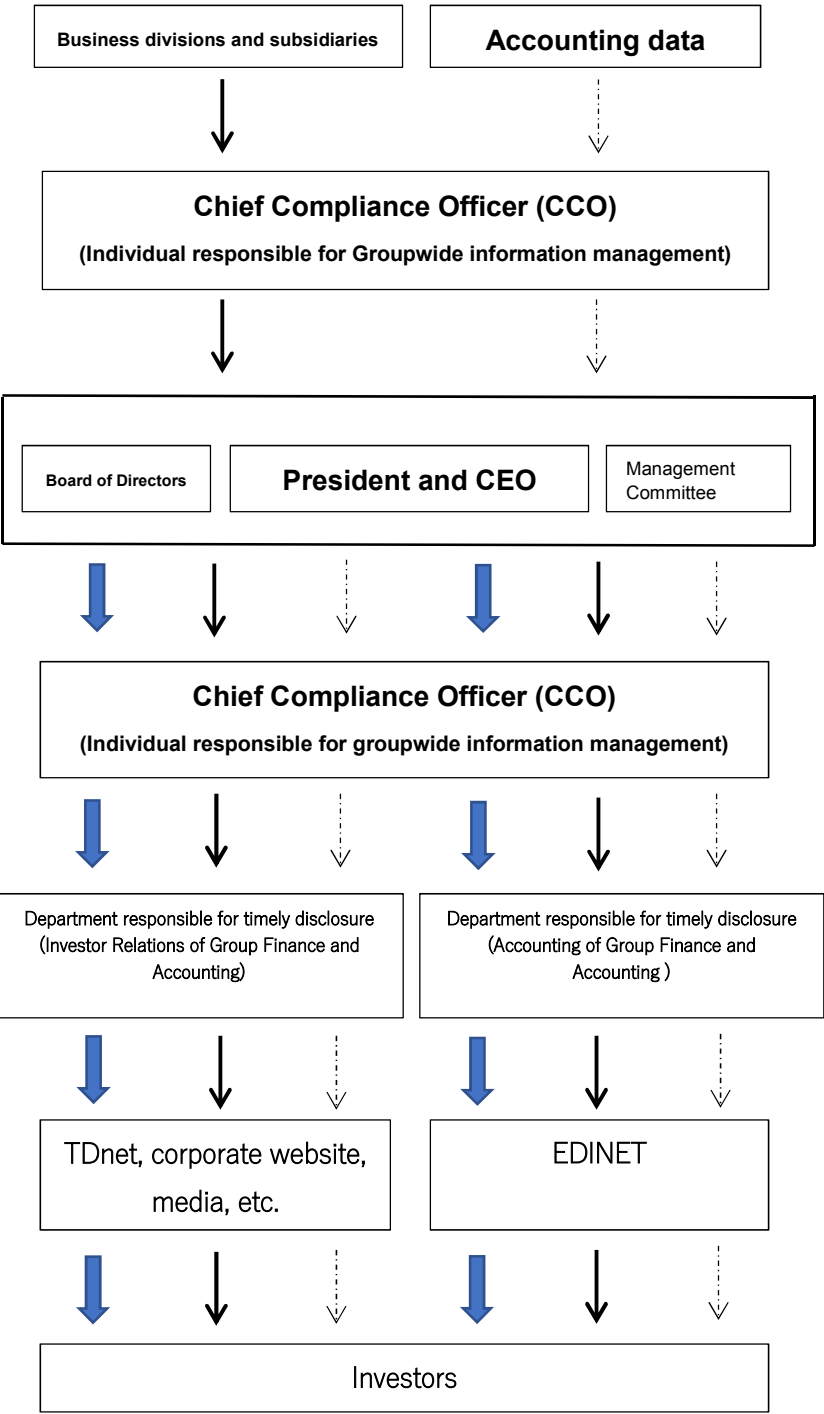 Business divisions and subsidiaries
Accounting data
Chief Compliance Officer (CCO)
(Individual responsible for Groupwide information management)
Board of Directors
President and CEO
Management
Committee
Chief Compliance Officer (CCO)
(Individual responsible for groupwide information management)
Department responsible for timely disclosure
(Investor Relations of Group Finance and
Accounting)
Department responsible for timely disclosure
(Accounting of Group Finance and
Accounting )
TDnet, corporate website,
media, etc.
EDINET
Investors